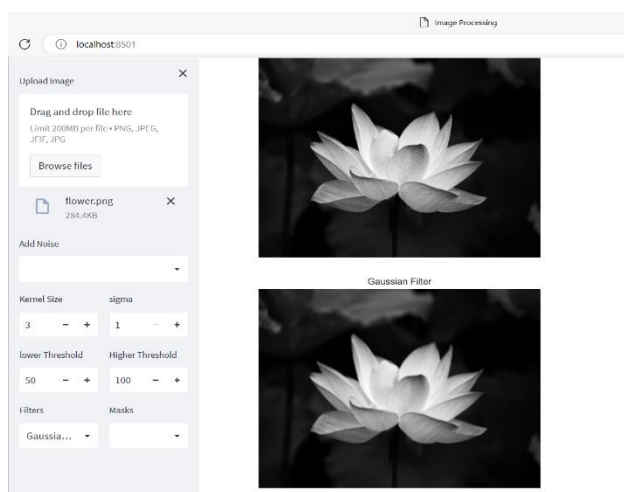 Image Processing
localhost:8501
Upload Image
Drag and drop file here
Limit 200MB per file • PNG, JPEG,
JFIF, JPG
Browse files
flower.png
284.4KB
Add Noise
Kernel Size
sigma
3
1
lower Threshold
Higher Threshold
50
100
Filters
Masks
Gaussia...
Gaussian Filter